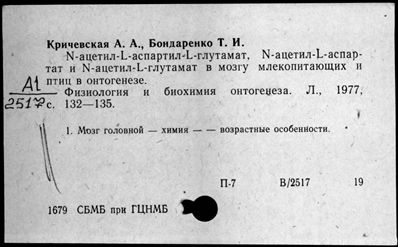 Кричевская А. А., Бондаренко Т. И.
N-ацетил-L-аспартил-L-глутамат, N-ацетил-L-аспар-
тат и N-ацетил-L-глутамат в мозгу млекопитающих и
птиц в онтогенезе.
А1
Физиология и биохимия онтогенеза. Л., 1977,
2517 с. 132—135.
1. Мозг головной — химия — — возрастные особенности.
П-7 В/2517 19
1679 СБМБ при ГЦНМБ